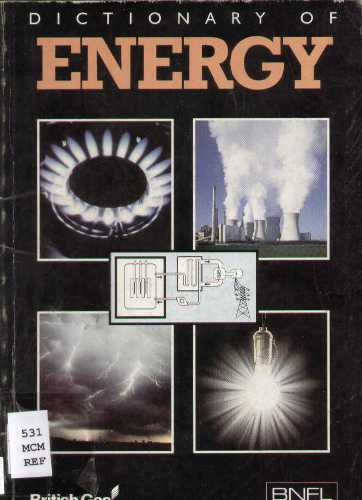 DICTIONARY OF
ENERGY
531
MCM
REF
British Gas
BNFL